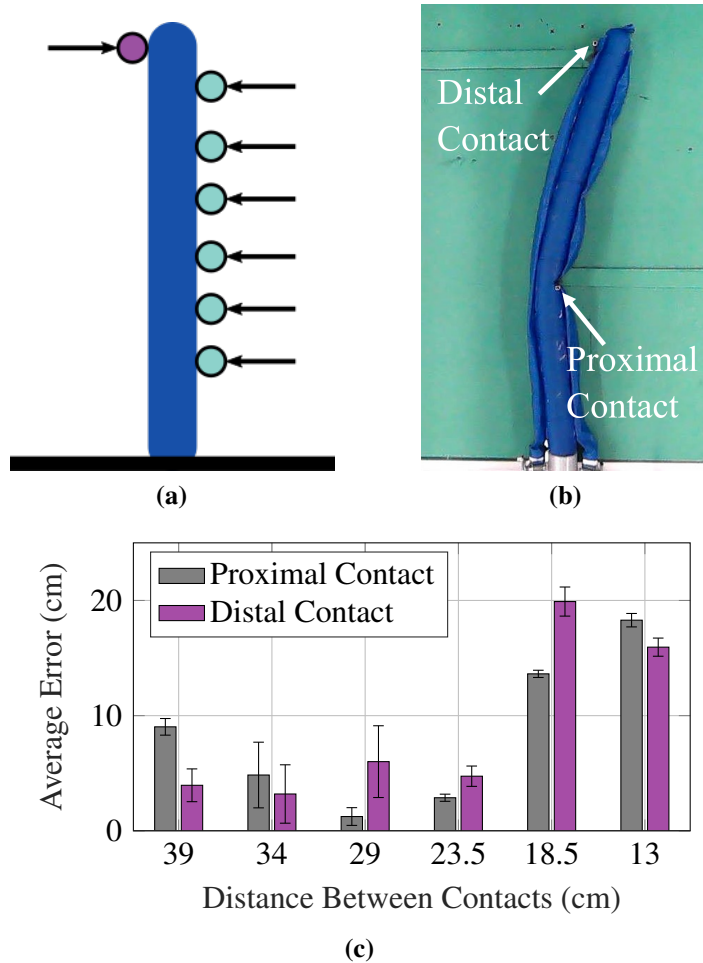 Distal
Contact
Proximal
Contact
(a)
(b)
Proximal Contact
Distal Contact
Average Error (cm)
20
10
0
39 34 29 23.5 18.5 13
Distance Between Contacts (cm)
(c)